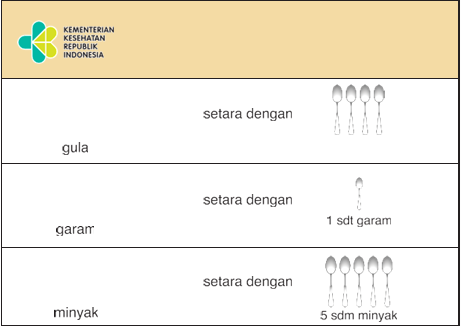 KEMENTERIAN
KESEHATAN
REPUBLIK
INDONESIA
setara dengan
gula
setara dengan
1 sdt garam
garam
setara dengan
5 sdm minyak
minyak